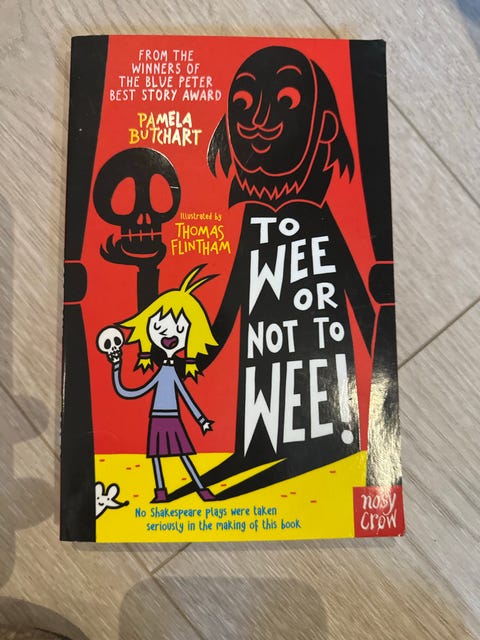 FROM THE
WINNERS OF
THE BLUE PETER
BEST STORY AWARD
PAMELA
BUTCHART
Illustrated by
THOMAS
FLINTHAM
TO
WEE
OR
NOT TO
WEE!
No Shakespeare plays were taken
seriously in the making of this book
nosy
crow